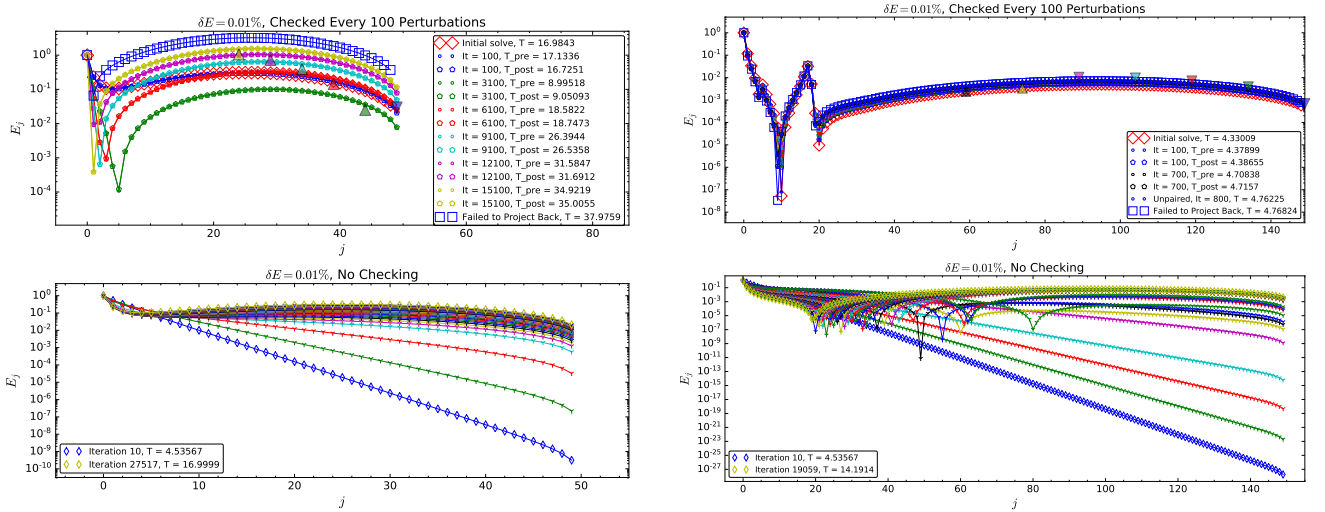 δE = 0.01%, Checked Every 100 Perturbations
10^0
10^-1
10^-2
10^-3
10^-4
E_j
0 20 40 60 80
j
Initial solve, T = 16.9843
It = 100, T_pre = 17.1336
It = 100, T_post = 16.7251
It = 3100, T_pre = 8.99518
It = 3100, T_post = 9.05093
It = 6100, T_pre = 18.5822
It = 6100, T_post = 18.7473
It = 9100, T_pre = 26.3944
It = 9100, T_post = 26.5358
It = 12100, T_pre = 31.5847
It = 12100, T_post = 31.6912
It = 15100, T_pre = 34.9219
It = 15100, T_post = 35.0055
Failed to Project Back, T = 37.9759
δE = 0.01%, Checked Every 100 Perturbations
10^0
10^-1
10^-2
10^-3
10^-4
10^-5
10^-6
10^-7
10^-8
E_j
0 20 40 60 80 100 120 140
j
Initial solve, T = 4.33009
It = 100, T_pre = 4.37899
It = 100, T_post = 4.38655
It = 700, T_pre = 4.70838
It = 700, T_post = 4.7157
Unpaired, It = 800, T = 4.76225
Failed to Project Back, T = 4.76824
δE = 0.01%, No Checking
10^0
10^-1
10^-2
10^-3
10^-4
10^-5
10^-6
10^-7
10^-8
10^-9
10^-10
E_j
0 10 20 30 40 50
j
Iteration 10, T = 4.53567
Iteration 27517, T = 16.9999
δE = 0.01%, No Checking
10^-1
10^-3
10^-5
10^-7
10^-9
10^-11
10^-13
10^-15
10^-17
10^-19
10^-21
10^-23
10^-25
10^-27
E_j
0 20 40 60 80 100 120 140
j
Iteration 10, T = 4.53567
Iteration 19059, T = 14.1914